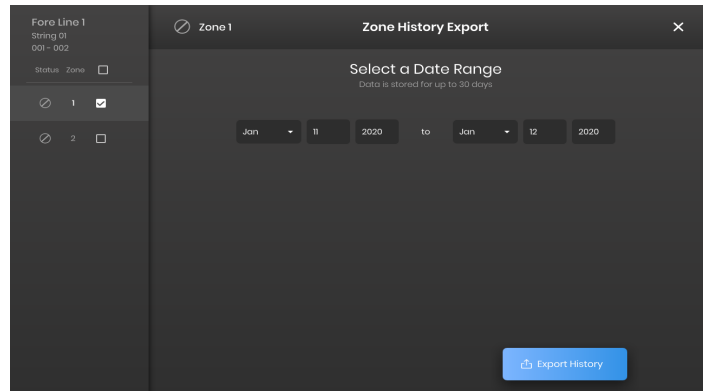 Fore Line 1
String 01
001 - 002
Status Zone
1
2
Zone 1
Zone History Export
Select a Date Range
Data is stored for up to 30 days
Jan 11 2020 to Jan 12 2020
Export History